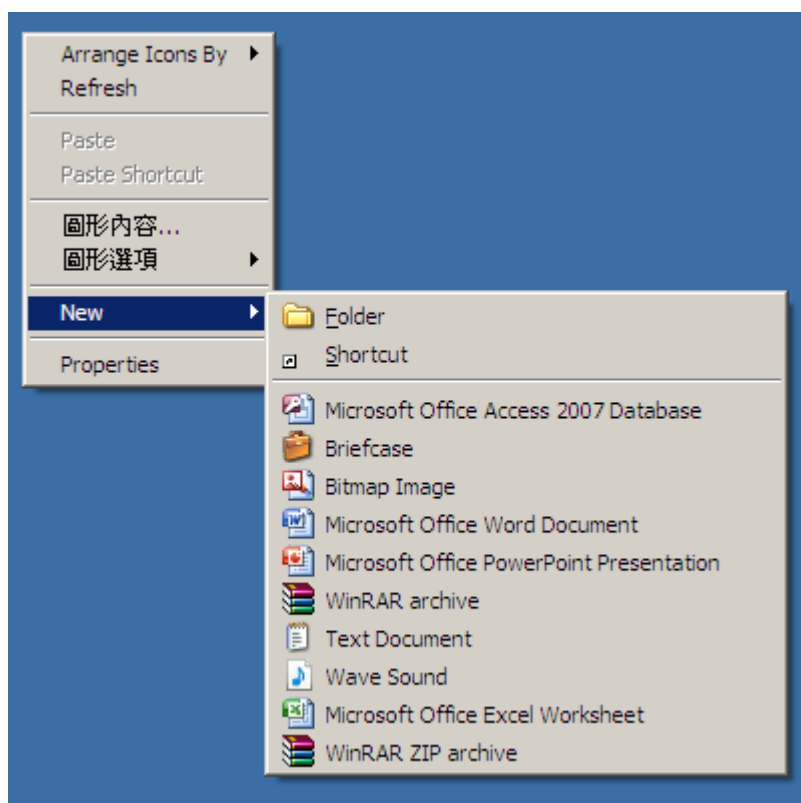 Arrange Icons By
Refresh
Paste
Paste Shortcut
圖形內容...
圖形選項
New
Properties
Folder
Shortcut
Microsoft Office Access 2007 Database
Briefcase
Bitmap Image
Microsoft Office Word Document
Microsoft Office PowerPoint Presentation
WinRAR archive
Text Document
Wave Sound
Microsoft Office Excel Worksheet
WinRAR ZIP archive